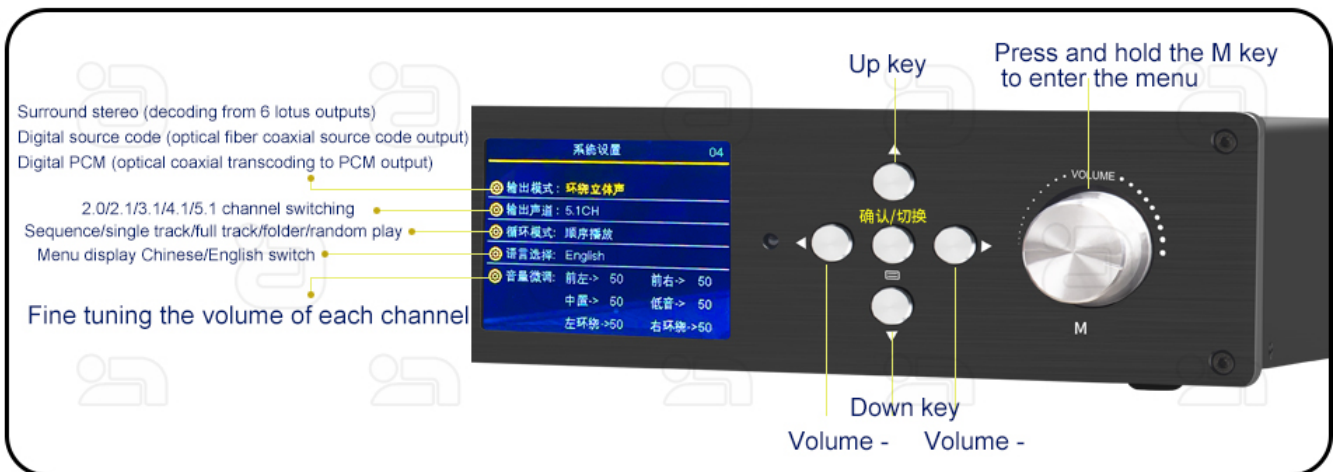 Surround stereo (decoding from 6 lotus outputs)
Digital source code (optical fiber coaxial source code output)
Digital PCM (optical coaxial transcoding to PCM output)
2.0/2.1/3.1/4.1/5.1 channel switching
Sequence/single track/full track/folder/random play
Menu display Chinese/English switch
Fine tuning the volume of each channel
系统设置 04
输出模式: 环绕立体声
输出声道: 5.1CH
循环模式: 顺序播放
语言选择: English
音量微调: 前左-> 50 前右-> 50
中置-> 50 低音-> 50
左环绕->50 右环绕->50
Up key
确认/切换
Down key
Volume -
Volume -
Press and hold the M key
to enter the menu
VOLUME
M